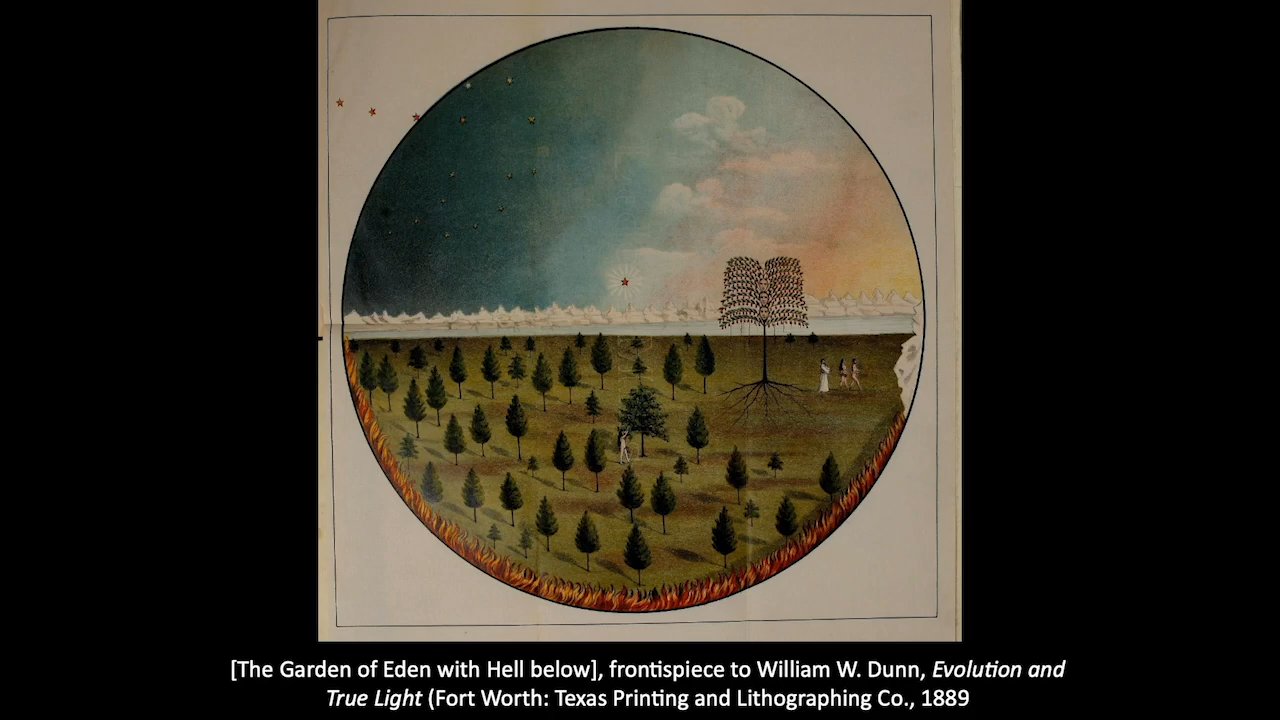 [The Garden of Eden with Hell below], frontispiece to William W. Dunn, Evolution and
True Light (Fort Worth: Texas Printing and Lithographing Co., 1889